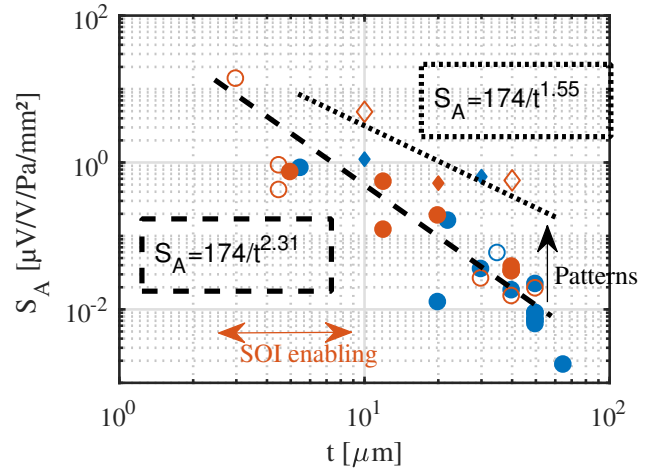 10²
10⁰
10⁻²
S_A [µV/V/Pa/mm²]
S_A=174/t^1.55
S_A=174/t^2.31
Patterns
SOI enabling
10⁰ 10¹ 10²
t [µm]